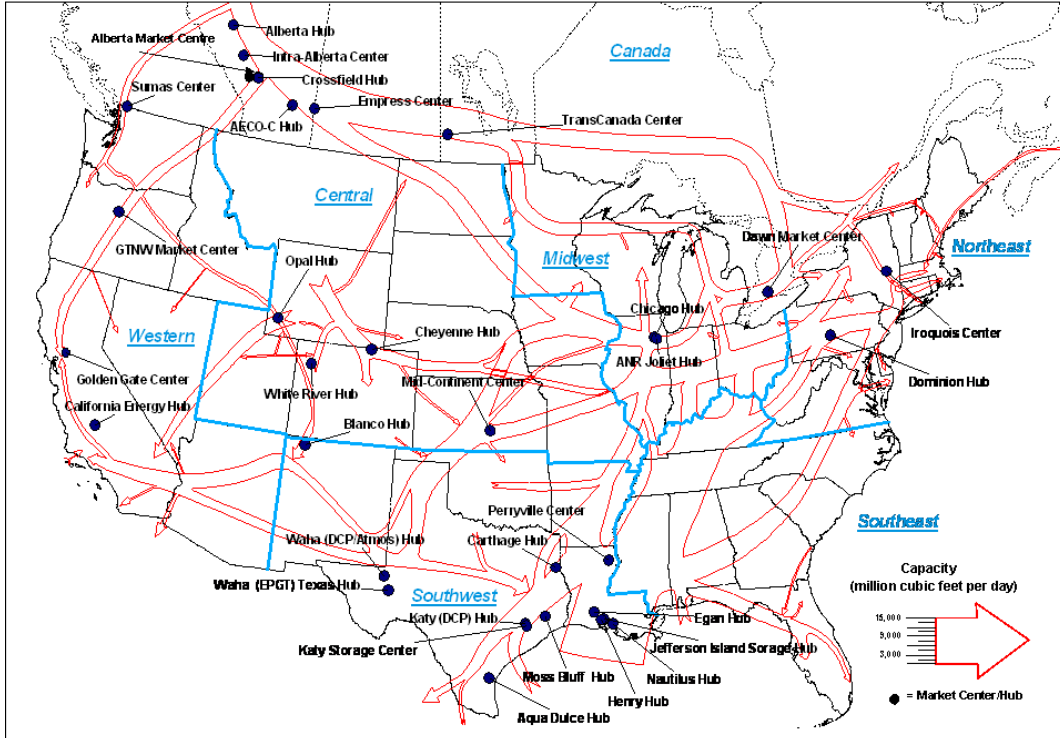 Alberta Hub
Alberta Market Centre
Canada
Intra-Alberta Center
Crossfield Hub
Sumas Center
Empress Center
AECO-C Hub
TransCanada Center
Central
Dawn Market Center
GTNW Market Center
Northeast
Opal Hub
Midwest
Chicago Hub
Western
Cheyenne Hub
Iroquois Center
ANR Joliet Hub
Golden Gate Center
Mid-Continent Center
Dominion Hub
White River Hub
California Energy Hub
Blanco Hub
Perryville Center
Southeast
Waha (DCP/Atmos) Hub
Carthage Hub
Capacity
(million cubic feet per day)
Waha (EPGT) Texas Hub
Southwest
Katy (DCP) Hub
Egan Hub
15,000
9,000
3,000
Katy Storage Center
Jefferson Island Sorage Hub
Moss Bluff Hub
Nautilus Hub
Henry Hub
= Market Center/Hub
Aqua Dulce Hub